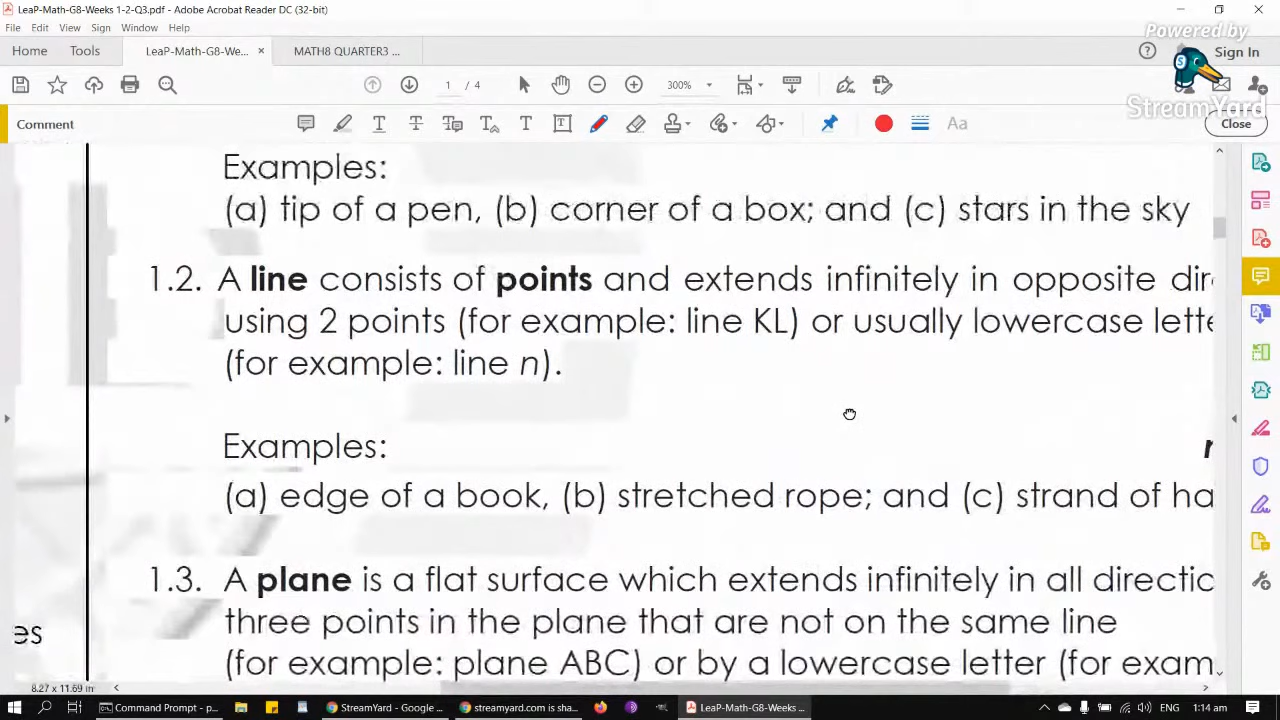 LeaP-Math-G8-Weeks 1-2-Q3.pdf - Adobe Acrobat Reader DC (32-bit)
File Edit View Sign Window Help
Powered by
StreamYard
Home Tools LeaP-Math-G8-We... × MATH8 QUARTER3 ... Sign In
1 / 4 300%
Comment Close
Examples:
(a) tip of a pen, (b) corner of a box; and (c) stars in the sky
1.2. A line consists of points and extends infinitely in opposite dir
using 2 points (for example: line KL) or usually lowercase lette
(for example: line n).
Examples:
(a) edge of a book, (b) stretched rope; and (c) strand of ha
1.3. A plane is a flat surface which extends infinitely in all directio
es three points in the plane that are not on the same line
(for example: plane ABC) or by a lowercase letter (for exam
8.27 x 11.69 in
Command Prompt - p... StreamYard - Google ... streamyard.com is sha... LeaP-Math-G8-Weeks ... 1:14 am